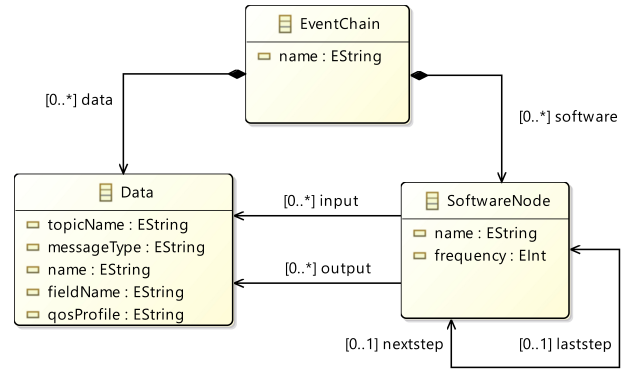 EventChain
name : EString
[0..*] data
[0..*] software
Data
topicName : EString
messageType : EString
name : EString
fieldName : EString
qosProfile : EString
[0..*] input
[0..*] output
SoftwareNode
name : EString
frequency : EInt
[0..1] nextstep
[0..1] laststep